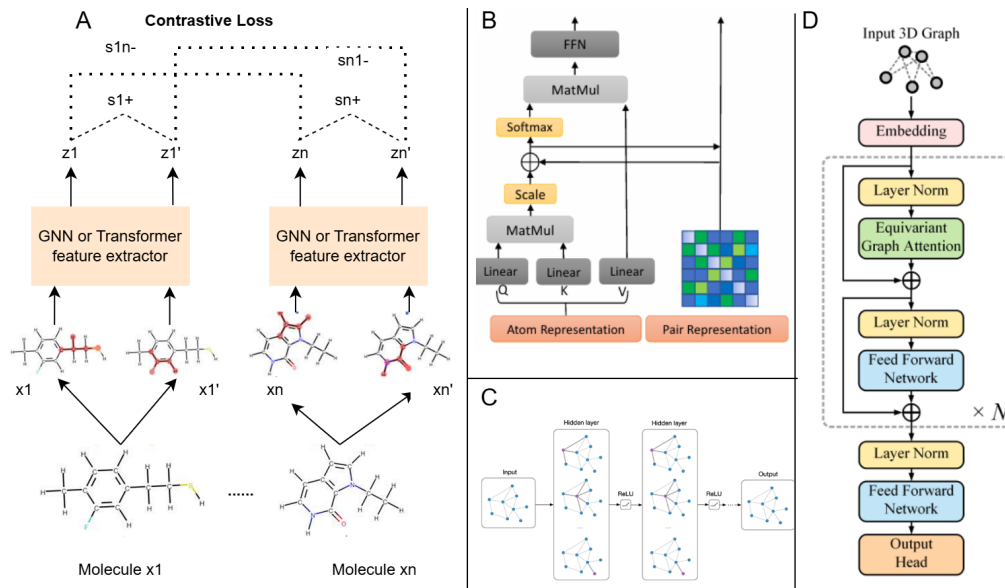 A
Contrastive Loss
s1n-
sn1-
s1+
sn+
z1
z1'
zn
zn'
GNN or Transformer
feature extractor
GNN or Transformer
feature extractor
x1
x1'
xn
xn'
......
Molecule x1
Molecule xn
B
FFN
MatMul
Softmax
Scale
MatMul
Linear
Linear
Linear
Q
K
V
Atom Representation
Pair Representation
C
Hidden layer
Hidden layer
Input
Output
ReLU
ReLU
D
Input 3D Graph
Embedding
Layer Norm
Equivariant
Graph Attention
Layer Norm
Feed Forward
Network
× N
Layer Norm
Feed Forward
Network
Output
Head